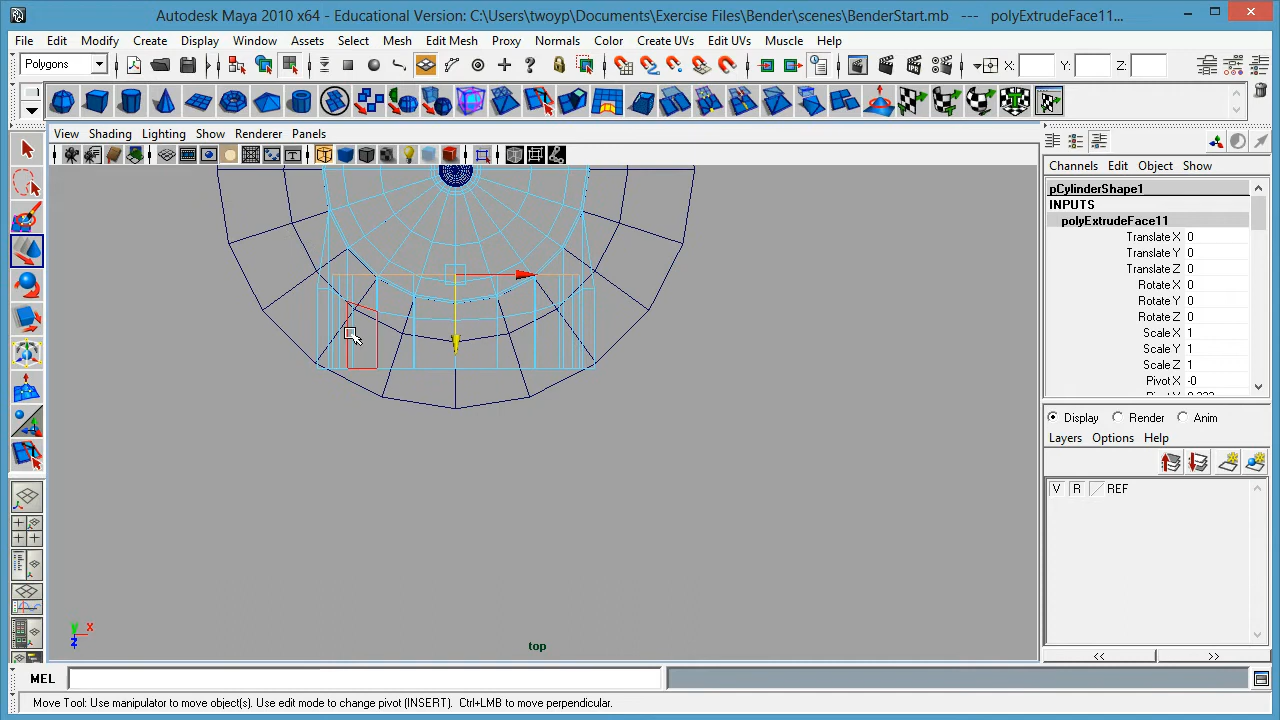 Autodesk Maya 2010 x64 - Educational Version: C:\Users\twoyp\Documents\Exercise Files\Bender\scenes\BenderStart.mb --- polyExtrudeFace11...
File Edit Modify Create Display Window Assets Select Mesh Edit Mesh Proxy Normals Color Create UVs Edit UVs Muscle Help
Polygons X: Y: Z:
View Shading Lighting Show Renderer Panels
Channels Edit Object Show
pCylinderShape1
INPUTS
polyExtrudeFace11
Translate X 0
Translate Y 0
Translate Z 0
Rotate X 0
Rotate Y 0
Rotate Z 0
Scale X 1
Scale Y 1
Scale Z 1
Pivot X -0
Display Render Anim
Layers Options Help
V R REF
y x
z
top
<< >>
MEL
Move Tool: Use manipulator to move object(s). Use edit mode to change pivot (INSERT). Ctrl+LMB to move perpendicular.